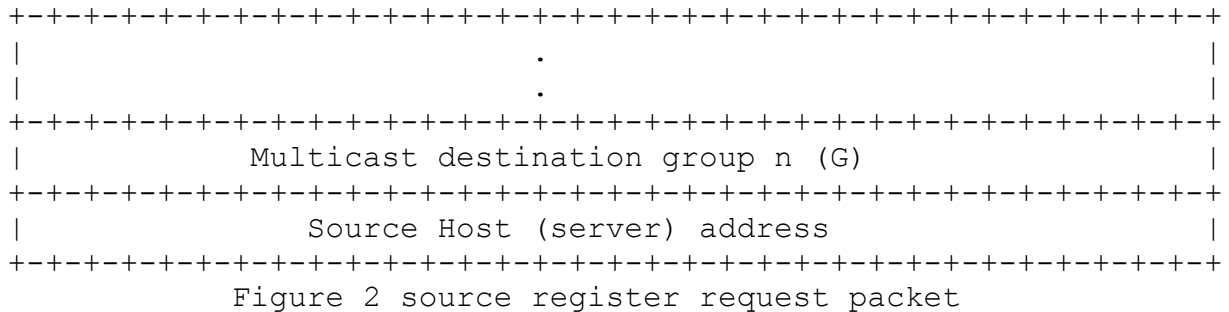 +-+-+-+-+-+-+-+-+-+-+-+-+-+-+-+-+-+-+-+-+-+-+-+-+-+-+-+-+-+-+-+-+
|                           .                                   |
|                           .                                   |
+-+-+-+-+-+-+-+-+-+-+-+-+-+-+-+-+-+-+-+-+-+-+-+-+-+-+-+-+-+-+-+-+
|            Multicast destination group n (G)                  |
+-+-+-+-+-+-+-+-+-+-+-+-+-+-+-+-+-+-+-+-+-+-+-+-+-+-+-+-+-+-+-+-+
|               Source Host (server) address                    |
+-+-+-+-+-+-+-+-+-+-+-+-+-+-+-+-+-+-+-+-+-+-+-+-+-+-+-+-+-+-+-+-+
Figure 2 source register request packet